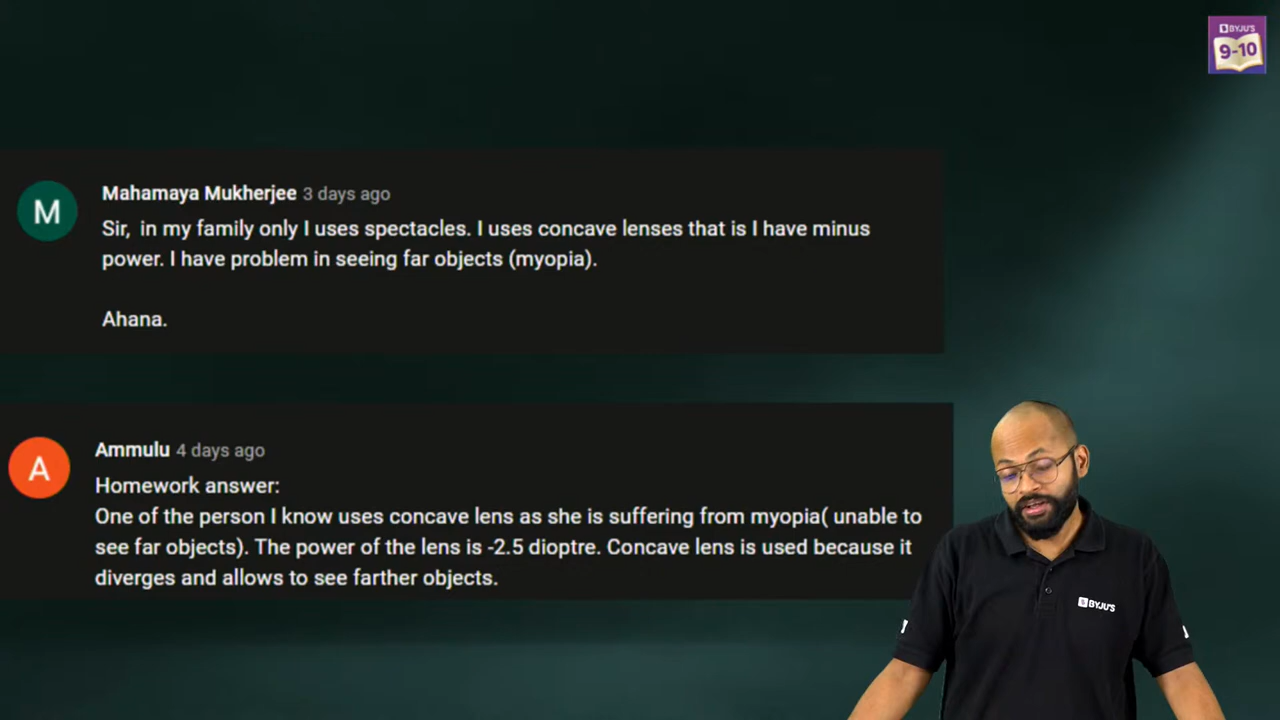 BYJU'S
9-10
Mahamaya Mukherjee 3 days ago
Sir, in my family only I uses spectacles. I uses concave lenses that is I have minus
power. I have problem in seeing far objects (myopia).
Ahana.
M
Ammulu 4 days ago
Homework answer:
One of the person I know uses concave lens as she is suffering from myopia( unable to
see far objects). The power of the lens is -2.5 dioptre. Concave lens is used because it
diverges and allows to see farther objects.
A
BYJU'S